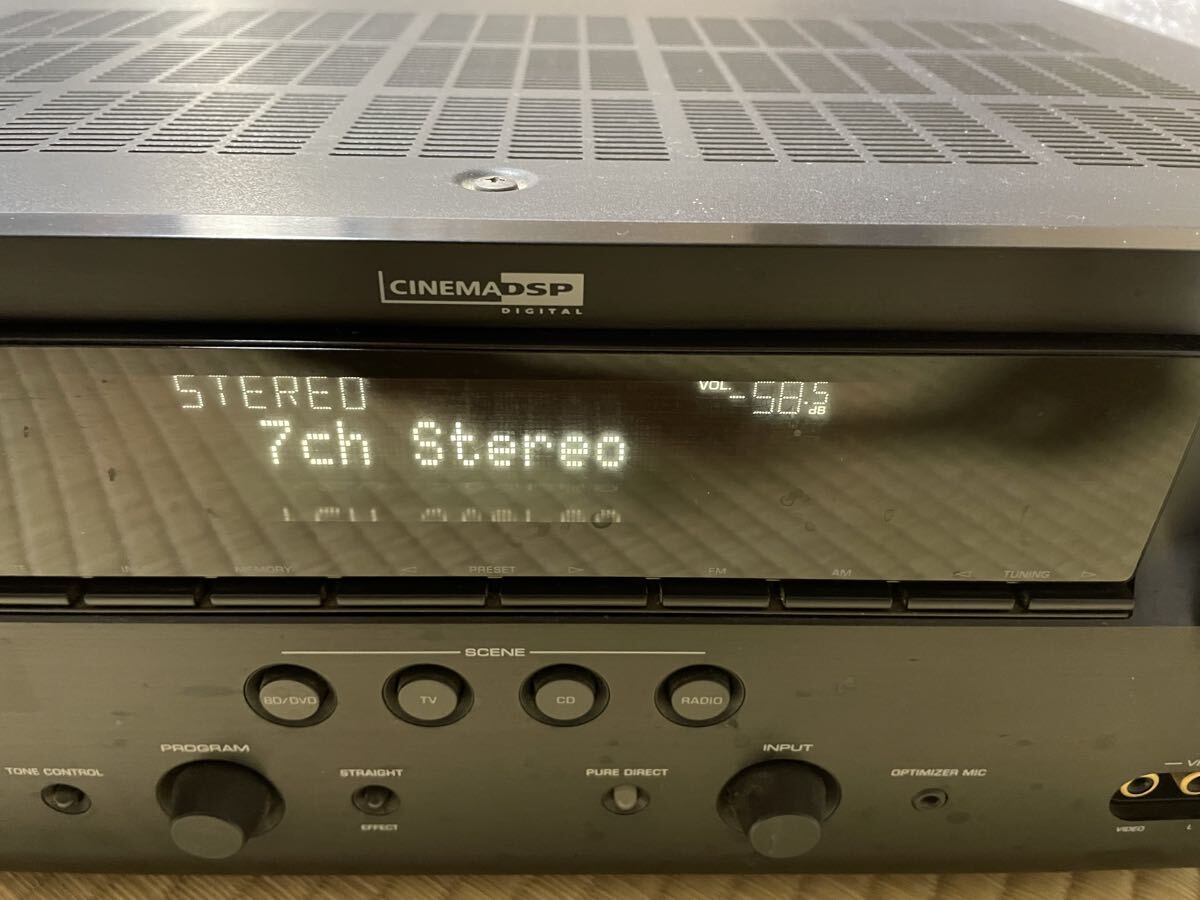 CINEMA DSP
DIGITAL
STEREO
VOL. -58.5 dB
7ch Stereo
MEMORY ◁ PRESET ▷ FM AM ◁ TUNING ▷
SCENE
BD/DVD TV CD RADIO
PROGRAM INPUT
TONE CONTROL STRAIGHT PURE DIRECT OPTIMIZER MIC
EFFECT VIDEO L